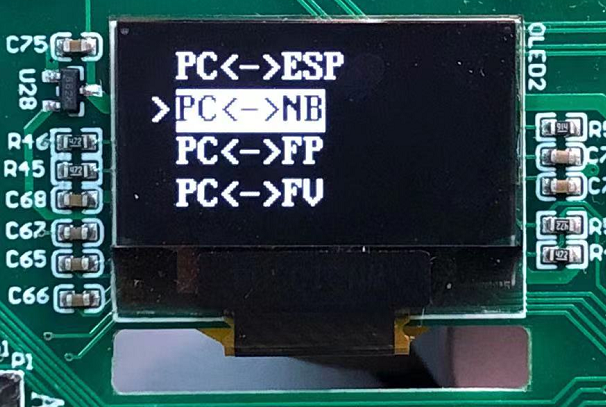 C75
U28
R46
R45
C68
C67
C65
C66
P1
PC<->ESP
>PC<->NB
PC<->FP
PC<->FV
OLED2